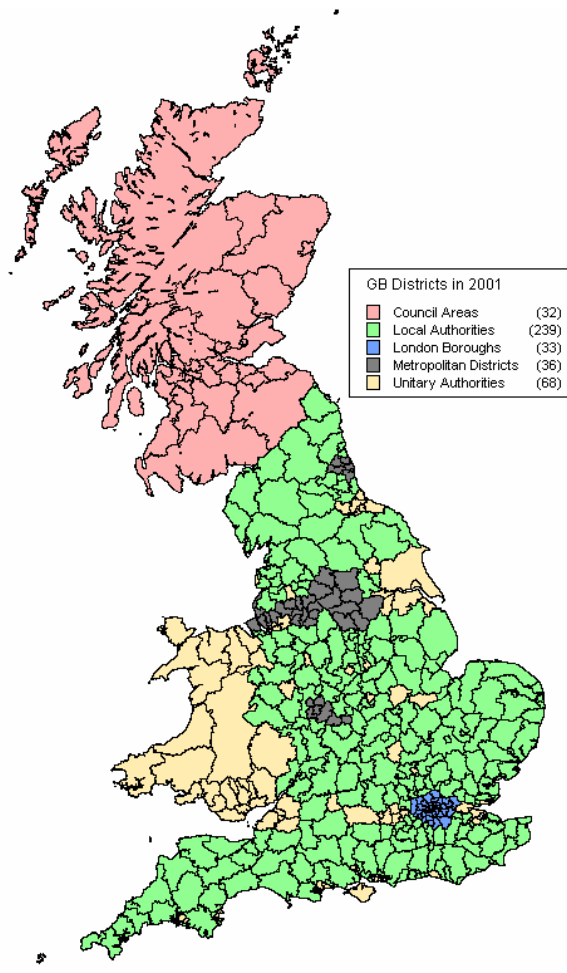 GB Districts in 2001
Council Areas (32)
Local Authorities (239)
London Boroughs (33)
Metropolitan Districts (36)
Unitary Authorities (68)